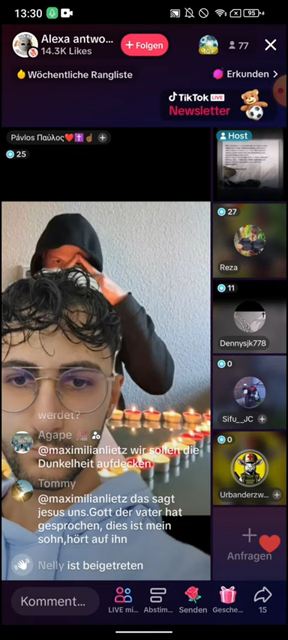 13:30
95
Alexa antwo...
14.3K Likes
+ Folgen
77
Wöchentliche Rangliste
Erkunden >
TikTok LIVE
Newsletter
Pávlos Παύλος
25
Host
27
Reza
11
Dennysjk778
0
Sifu__JC
0
Urbanderzw...
werdet?
Agape
@maximilianlietz wir sollen die
Dunkelheit aufdecken
Tommy
@maximilianlietz das sagt
jesus uns.Gott der vater hat
gesprochen, dies ist mein
sohn,hört auf ihn
Nelly ist beigetreten
Anfragen
Komment...
LIVE mi...
Abstim...
Senden
Gesche...
15